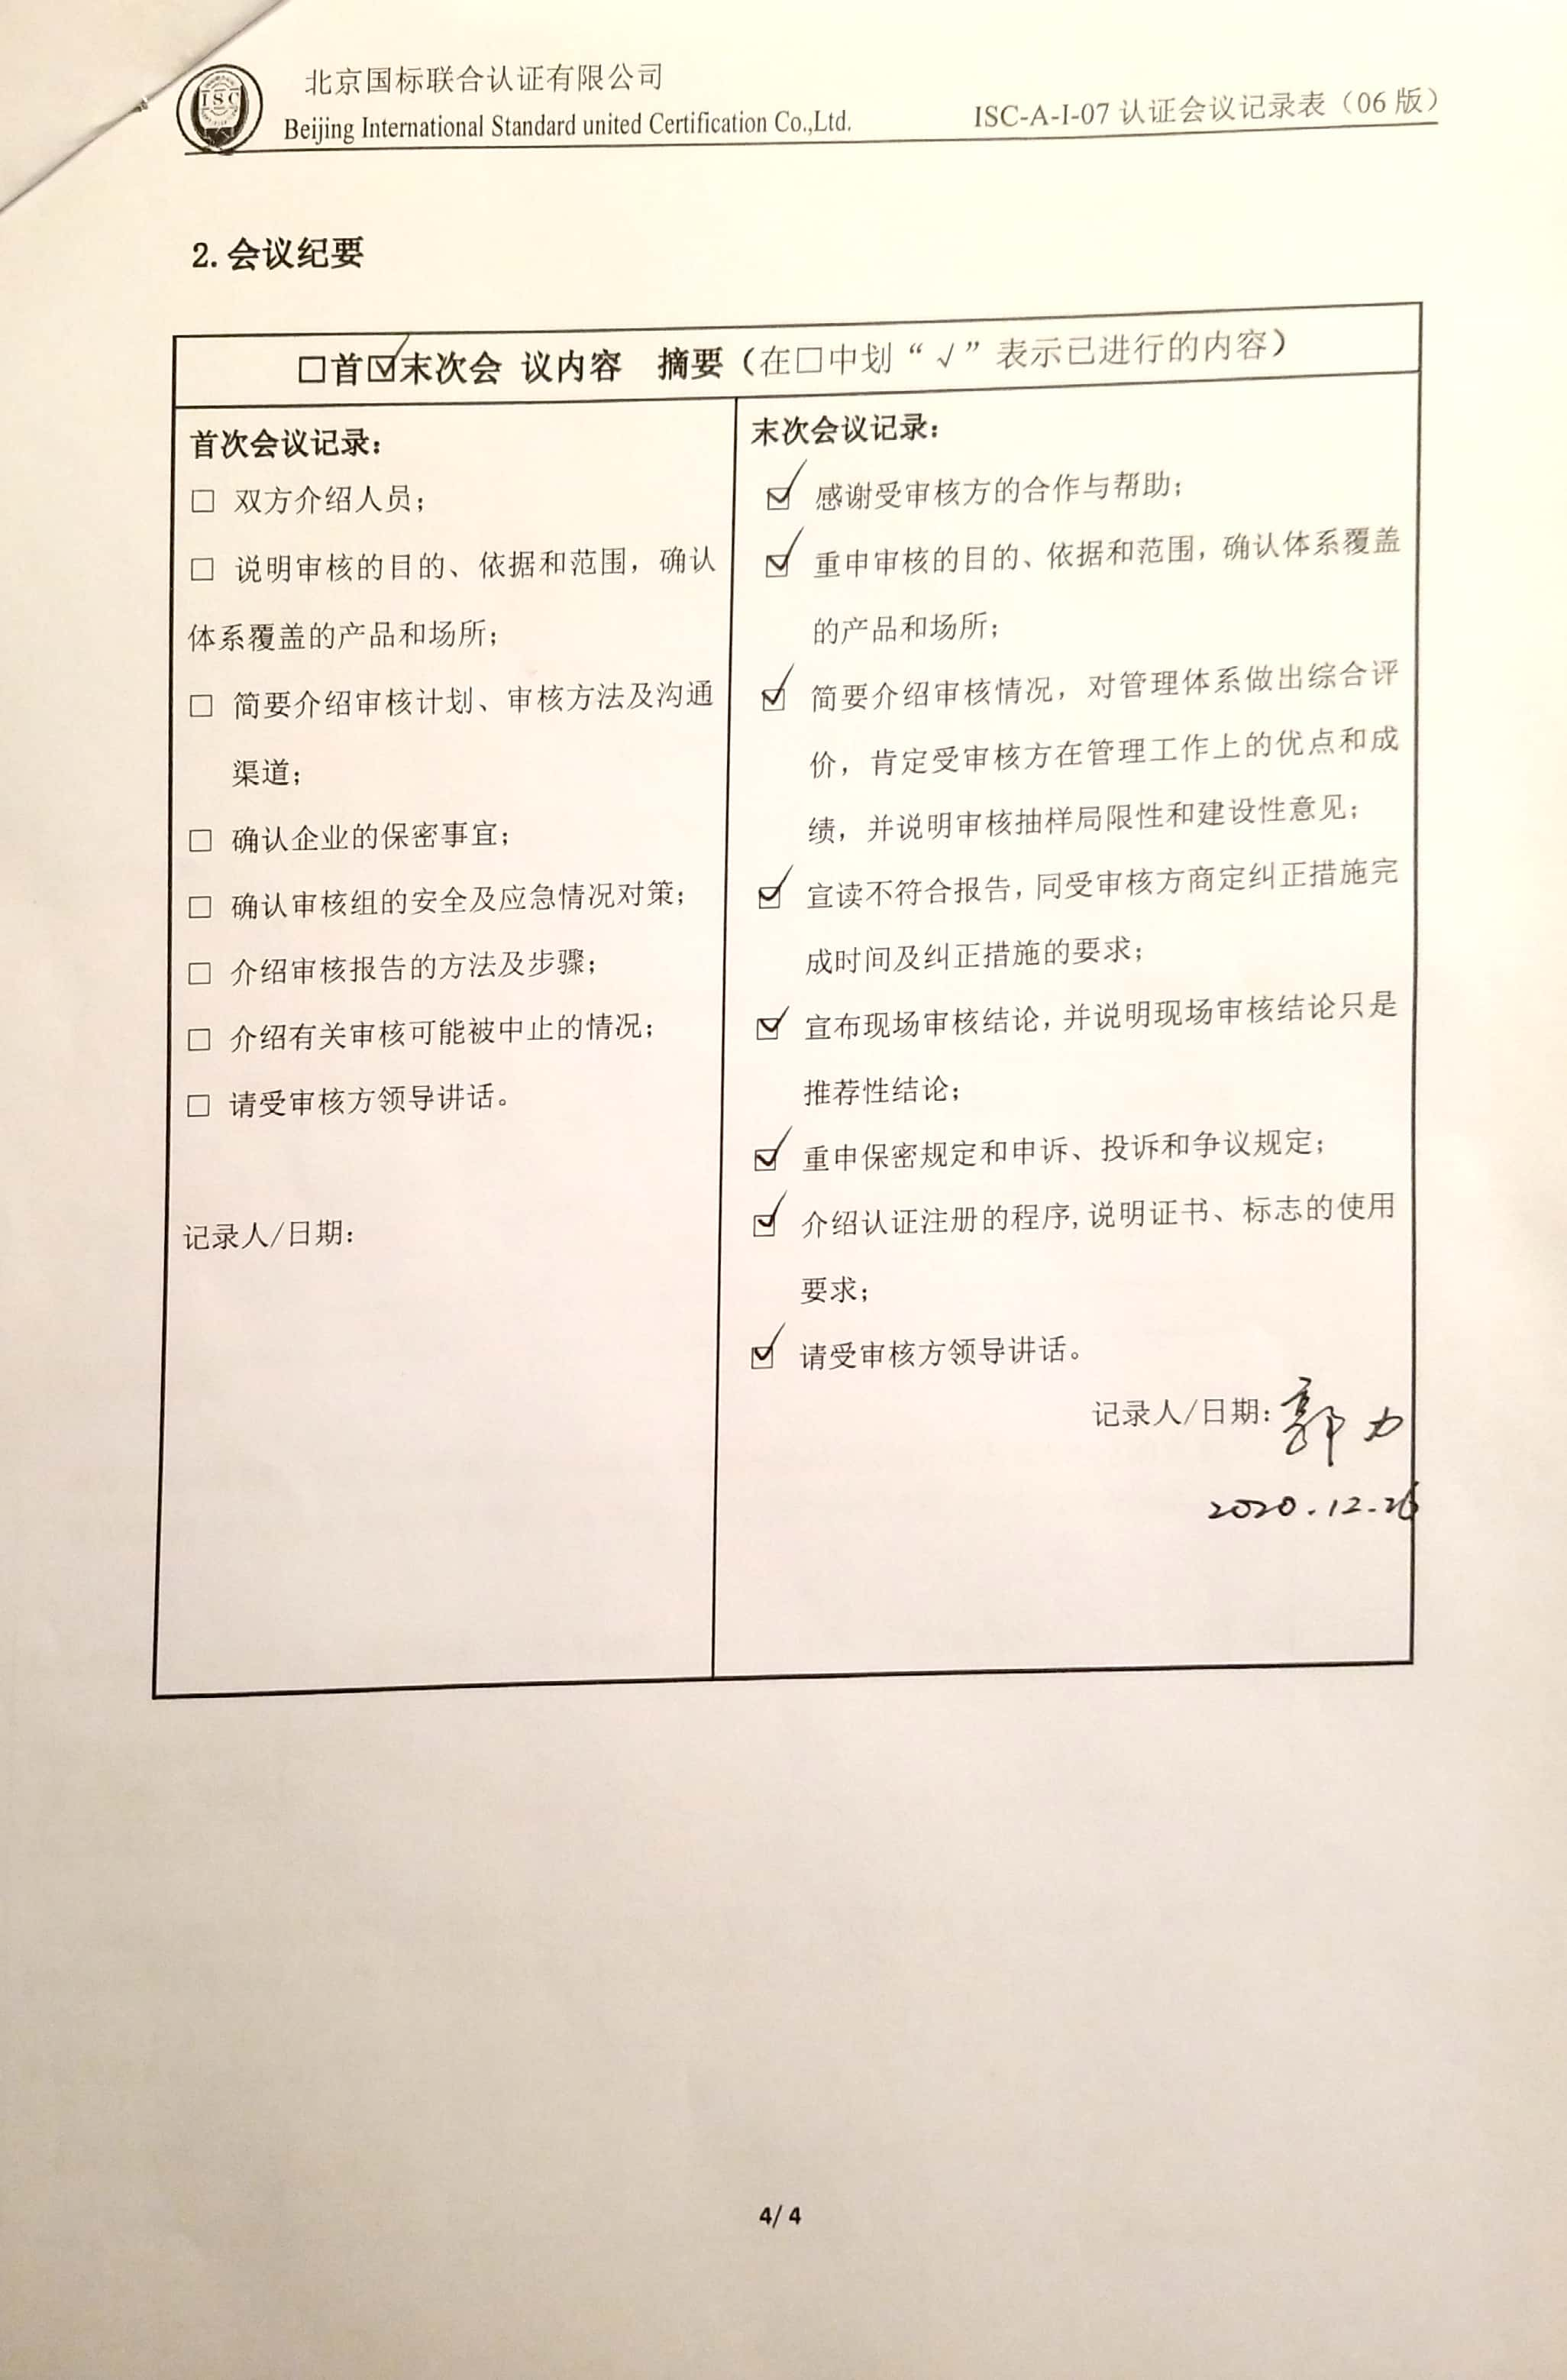 北京国标联合认证有限公司
Beijing International Standard united Certification Co.,Ltd.
ISC-A-I-07 认证会议记录表（06 版）
ISC
2.会议纪要
□首☑末次会 议内容 摘要（在□中划“√”表示已进行的内容）
首次会议记录：
□ 双方介绍人员；
□ 说明审核的目的、依据和范围，确认
体系覆盖的产品和场所；
□ 简要介绍审核计划、审核方法及沟通
渠道；
□ 确认企业的保密事宜；
□ 确认审核组的安全及应急情况对策；
□ 介绍审核报告的方法及步骤；
□ 介绍有关审核可能被中止的情况；
□ 请受审核方领导讲话。
记录人/日期：
末次会议记录：
☑ 感谢受审核方的合作与帮助；
☑ 重申审核的目的、依据和范围，确认体系覆盖
的产品和场所；
☑ 简要介绍审核情况，对管理体系做出综合评
价，肯定受审核方在管理工作上的优点和成
绩，并说明审核抽样局限性和建设性意见；
☑ 宣读不符合报告，同受审核方商定纠正措施完
成时间及纠正措施的要求；
☑ 宣布现场审核结论，并说明现场审核结论只是
推荐性结论；
☑ 重申保密规定和申诉、投诉和争议规定；
☑ 介绍认证注册的程序,说明证书、标志的使用
要求；
☑ 请受审核方领导讲话。
记录人/日期：郭力
2020.12.26
4/ 4